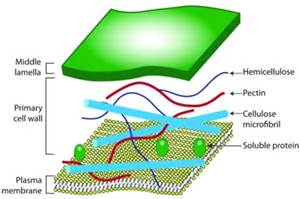 Middle
lamella
Hemicellulose
Pectin
Primary
cell wall
Cellulose
microfibril
Soluble protein
Plasma
membrane